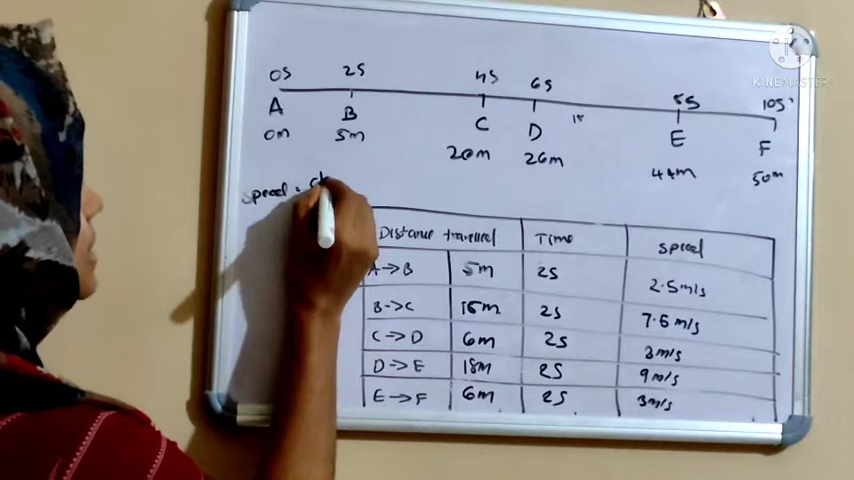 KINEMASTER
0s 2s 4s 6s 8s 10s
A B C D E F
0m 5m 20m 26m 44m 50m
speed =
Distance travelled Time speed
A→B 5m 2s 2.5m/s
B→C 15m 2s 7.5m/s
C→D 6m 2s 3m/s
D→E 18m 2s 9m/s
E→F 6m 2s 3m/s